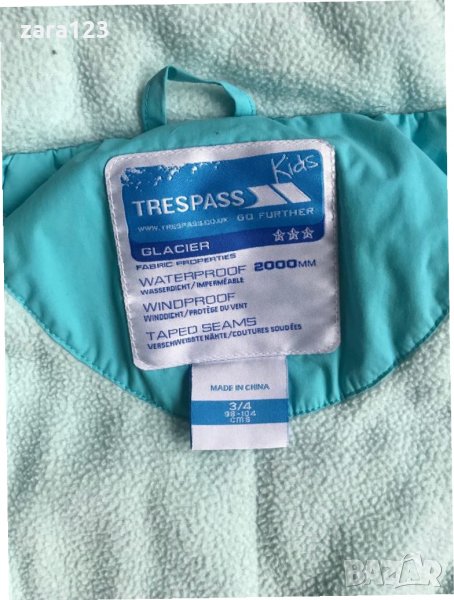 zara123
Kids
TRESPASS
WWW.TRESPASS.CO.UK GO FURTHER
GLACIER
FABRIC PROPERTIES
WATERPROOF 2000MM
WASSERDICHT/IMPERMÉABLE
WINDPROOF
WINDDICHT/PROTÈGE DU VENT
TAPED SEAMS
VERSCHWEISSTE NÄHTE/COUTURES SOUDÉES
MADE IN CHINA
3/4
98-104
CMS
BAZAR